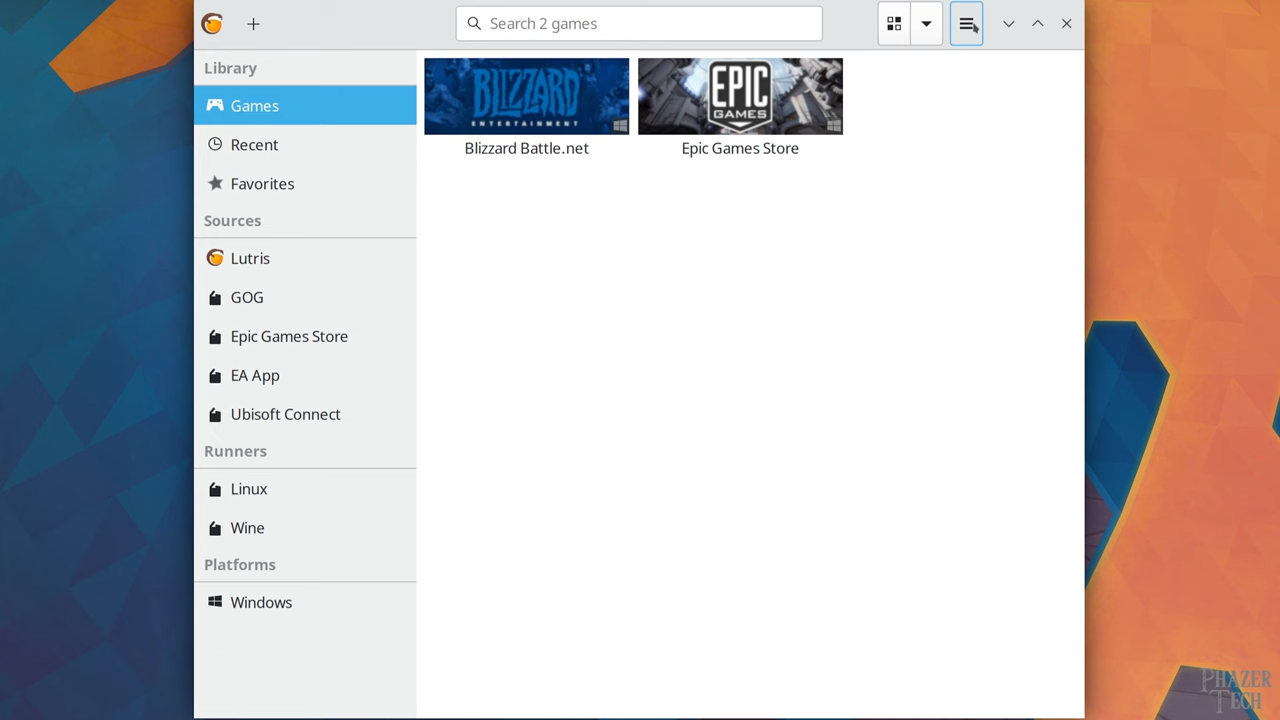 Search 2 games
Library
Games
Recent
Favorites
Sources
Lutris
GOG
Epic Games Store
EA App
Ubisoft Connect
Runners
Linux
Wine
Platforms
Windows
BLIZZARD
ENTERTAINMENT
Blizzard Battle.net
EPIC
GAMES
Epic Games Store
PHAZER
TECH